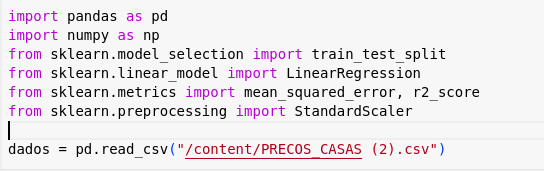 import pandas as pd
import numpy as np
from sklearn.model_selection import train_test_split
from sklearn.linear_model import LinearRegression
from sklearn.metrics import mean_squared_error, r2_score
from sklearn.preprocessing import StandardScaler
dados = pd.read_csv("/content/PRECOS_CASAS (2).csv")